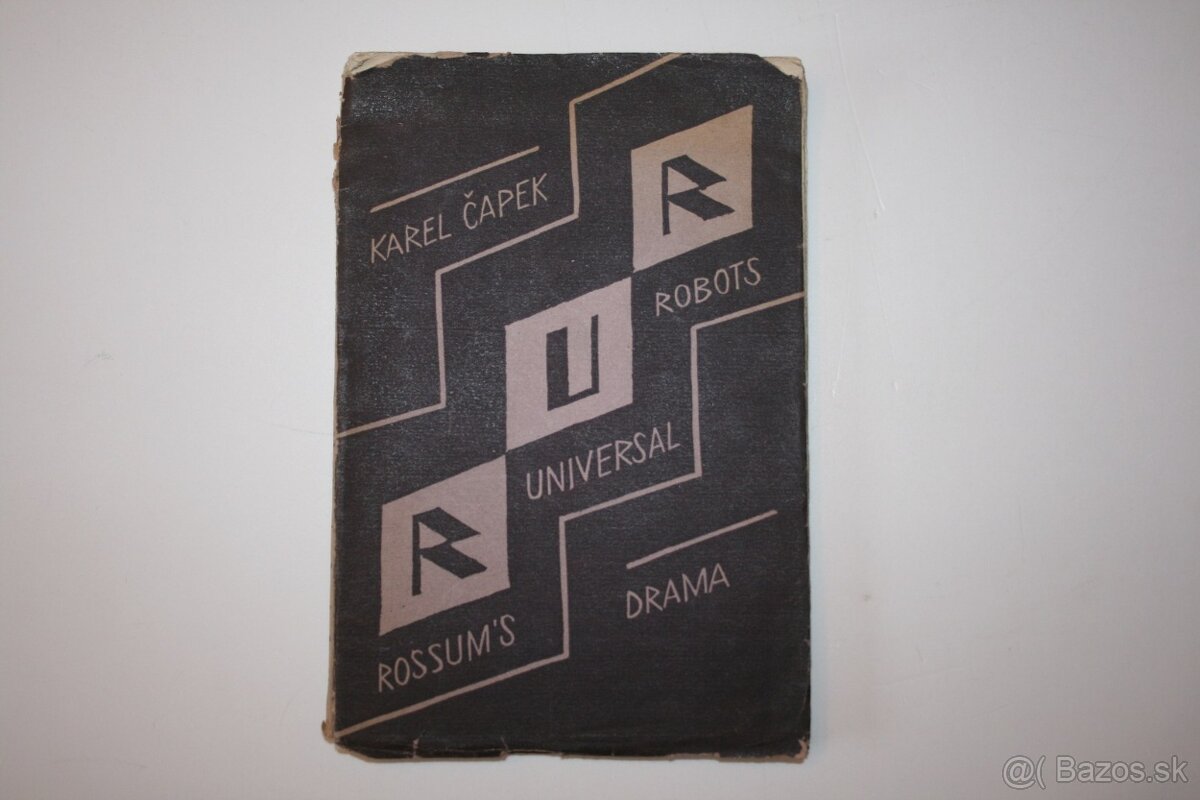 KAREL ČAPEK
R
ROBOTS
U
UNIVERSAL
R
ROSSUM'S
DRAMA
@( Bazos.sk